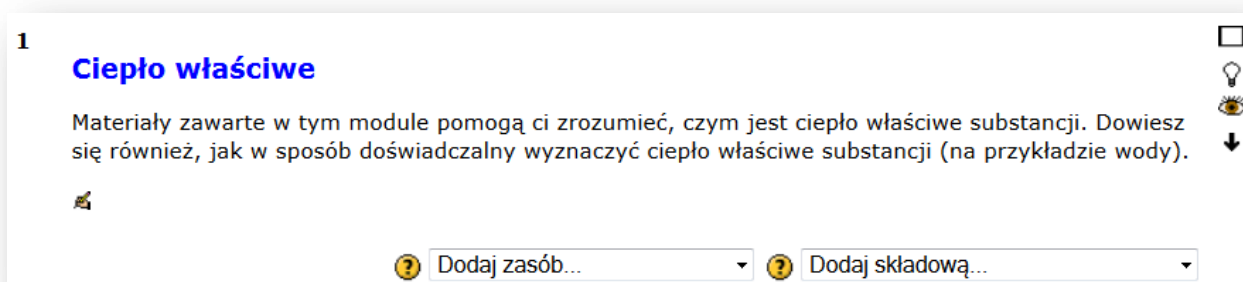 1
Ciepło właściwe
Materiały zawarte w tym module pomogą ci zrozumieć, czym jest ciepło właściwe substancji. Dowiesz
się również, jak w sposób doświadczalny wyznaczyć ciepło właściwe substancji (na przykładzie wody).
? Dodaj zasób... ? Dodaj składową...